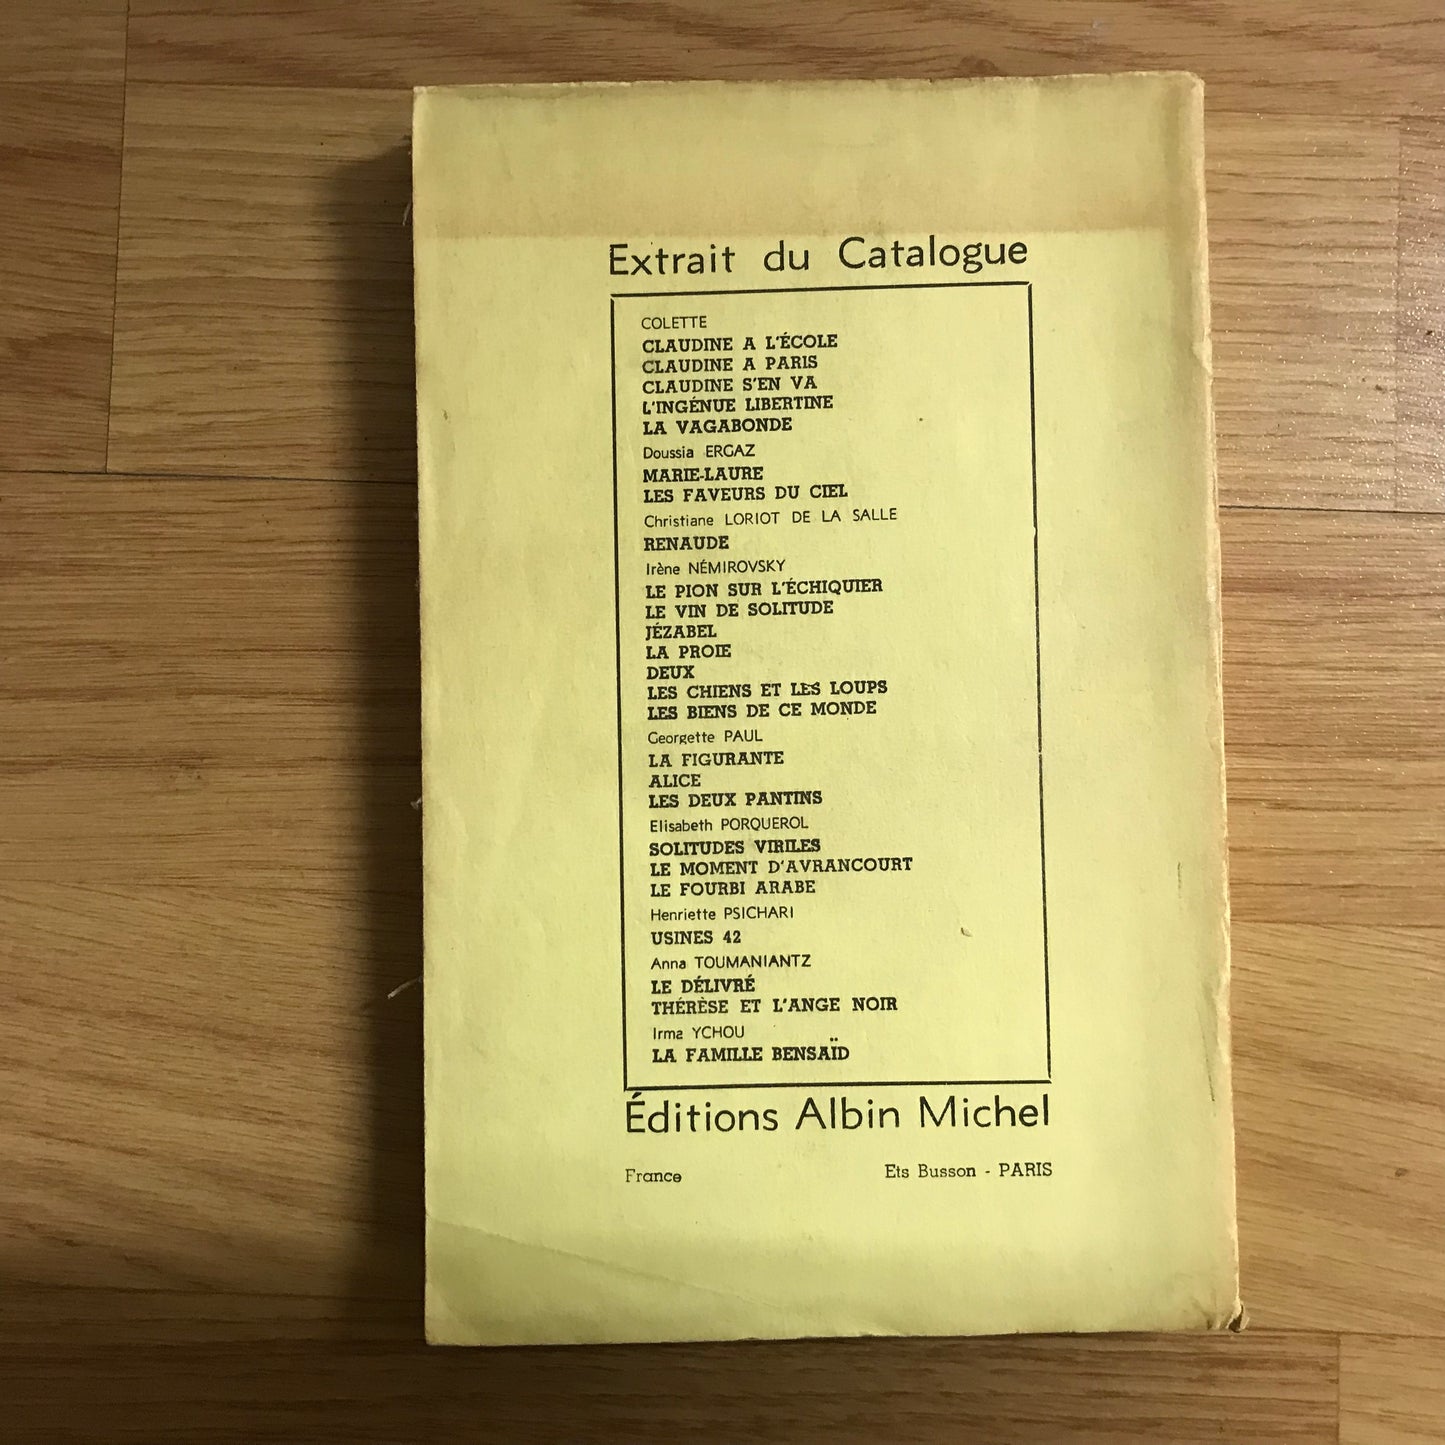 Extrait du Catalogue
COLETTE
CLAUDINE A L'ÉCOLE
CLAUDINE A PARIS
CLAUDINE S'EN VA
L'INGÉNUE LIBERTINE
LA VAGABONDE
Doussia ERGAZ
MARIE-LAURE
LES FAVEURS DU CIEL
Christiane LORIOT DE LA SALLE
RENAUDE
Irène NÉMIROVSKY
LE PION SUR L'ÉCHIQUIER
LE VIN DE SOLITUDE
JÉZABEL
LA PROIE
DEUX
LES CHIENS ET LES LOUPS
LES BIENS DE CE MONDE
Georgette PAUL
LA FIGURANTE
ALICE
LES DEUX PANTINS
Elisabeth PORQUEROL
SOLITUDES VIRILES
LE MOMENT D'AVRANCOURT
LE FOURBI ARABE
Henriette PSICHARI
USINES 42
Anna TOUMANIANTZ
LE DÉLIVRÉ
THÉRÈSE ET L'ANGE NOIR
Irma YCHOU
LA FAMILLE BENSAÏD
Éditions Albin Michel
France Ets Busson - PARIS